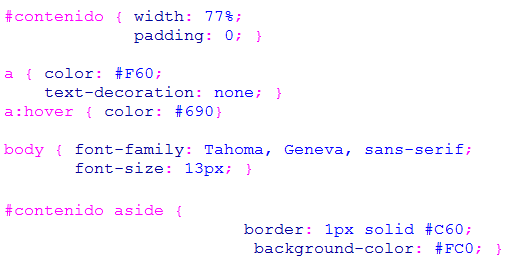 #contenido { width: 77%;
padding: 0; }
a { color: #F60;
text-decoration: none; }
a:hover { color: #690}
body { font-family: Tahoma, Geneva, sans-serif;
font-size: 13px; }
#contenido aside {
border: 1px solid #C60;
background-color: #FC0; }